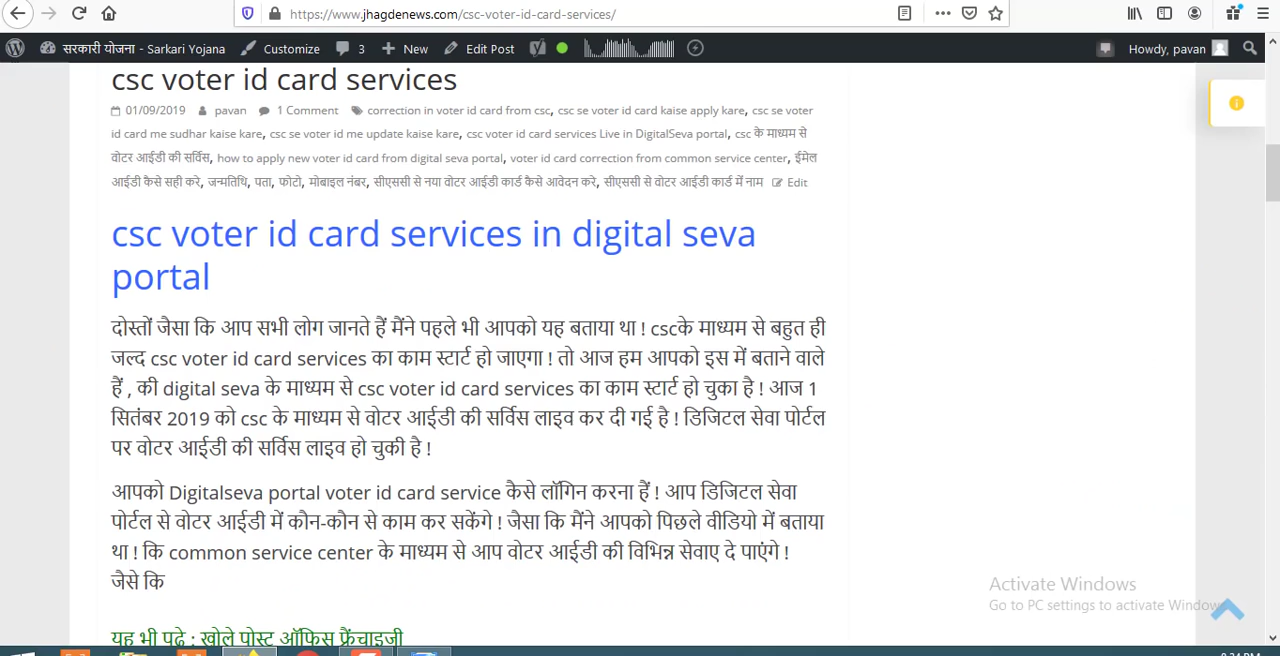 https://www.jhagdenews.com/csc-voter-id-card-services/
सरकारी योजना - Sarkari Yojana Customize 3 New Edit Post Howdy, pavan
csc voter id card services
01/09/2019 pavan 1 Comment correction in voter id card from csc, csc se voter id card kaise apply kare, csc se voter
id card me sudhar kaise kare, csc se voter id me update kaise kare, csc voter id card services Live in DigitalSeva portal, csc के माध्यम से
वोटर आईडी की सर्विस, how to apply new voter id card from digital seva portal, voter id card correction from common service center, ईमेल
आईडी कैसे सही करे, जन्मतिथि, पता, फोटो, मोबाइल नंबर, सीएससी से नया वोटर आईडी कार्ड कैसे आवेदन करे, सीएससी से वोटर आईडी कार्ड में नाम Edit
csc voter id card services in digital seva
portal
दोस्तों जैसा कि आप सभी लोग जानते हैं मैंने पहले भी आपको यह बताया था ! cscके माध्यम से बहुत ही
जल्द csc voter id card services का काम स्टार्ट हो जाएगा ! तो आज हम आपको इस में बताने वाले
हैं , की digital seva के माध्यम से csc voter id card services का काम स्टार्ट हो चुका है ! आज 1
सितंबर 2019 को csc के माध्यम से वोटर आईडी की सर्विस लाइव कर दी गई है ! डिजिटल सेवा पोर्टल
पर वोटर आईडी की सर्विस लाइव हो चुकी है !
आपको Digitalseva portal voter id card service कैसे लॉगिन करना हैं ! आप डिजिटल सेवा
पोर्टल से वोटर आईडी में कौन-कौन से काम कर सकेंगे ! जैसा कि मैंने आपको पिछले वीडियो में बताया
था ! कि common service center के माध्यम से आप वोटर आईडी की विभिन्न सेवाए दे पाएंगे !
जैसे कि
Activate Windows
Go to PC settings to activate Windows
यह भी पढ़े : खोले पोस्ट ऑफिस फ्रैंचाइजी